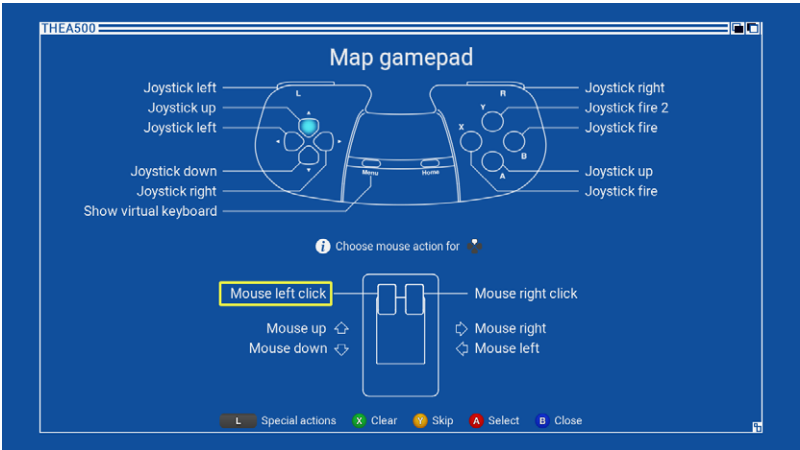 THEA500
Map gamepad
Joystick left
Joystick up
Joystick left
Joystick down
Joystick right
Show virtual keyboard
L
R
Y
X
B
A
Menu
Home
Joystick right
Joystick fire 2
Joystick fire
Joystick up
Joystick fire
i Choose mouse action for
Mouse left click
Mouse right click
Mouse up
Mouse right
Mouse down
Mouse left
L Special actions X Clear Y Skip A Select B Close